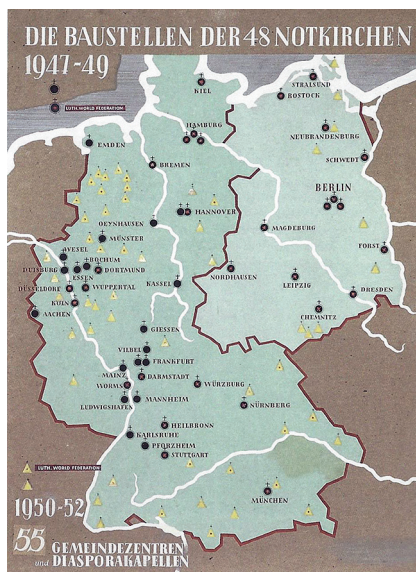 DIE BAUSTELLEN DER 48 NOTKIRCHEN
1947-49
LUTH. WORLD FEDERATION
KIEL
STRALSUND
ROSTOCK
HAMBURG
NEUBRANDENBURG
EMDEN
BREMEN
SCHWEDT
BERLIN
OEYNHAUSEN
HANNOVER
MAGDEBURG
MÜNSTER
FORST
WESEL
BOCHUM
DUISBURG
ESSEN
DORTMUND
KASSEL
NORDHAUSEN
LEIPZIG
DÜSSELDORF
WUPPERTAL
DRESDEN
KÖLN
AACHEN
CHEMNITZ
GIESSEN
VILBEL
FRANKFURT
MAINZ
DARMSTADT
WORMS
WÜRZBURG
LUDWIGSHAFEN
MANNHEIM
NÜRNBERG
HEILBRONN
KARLSRUHE
PFORZHEIM
STUTTGART
LUTH. WORLD FEDERATION
MÜNCHEN
1950-52
55 GEMEINDEZENTREN
und DIASPORAKAPELLEN